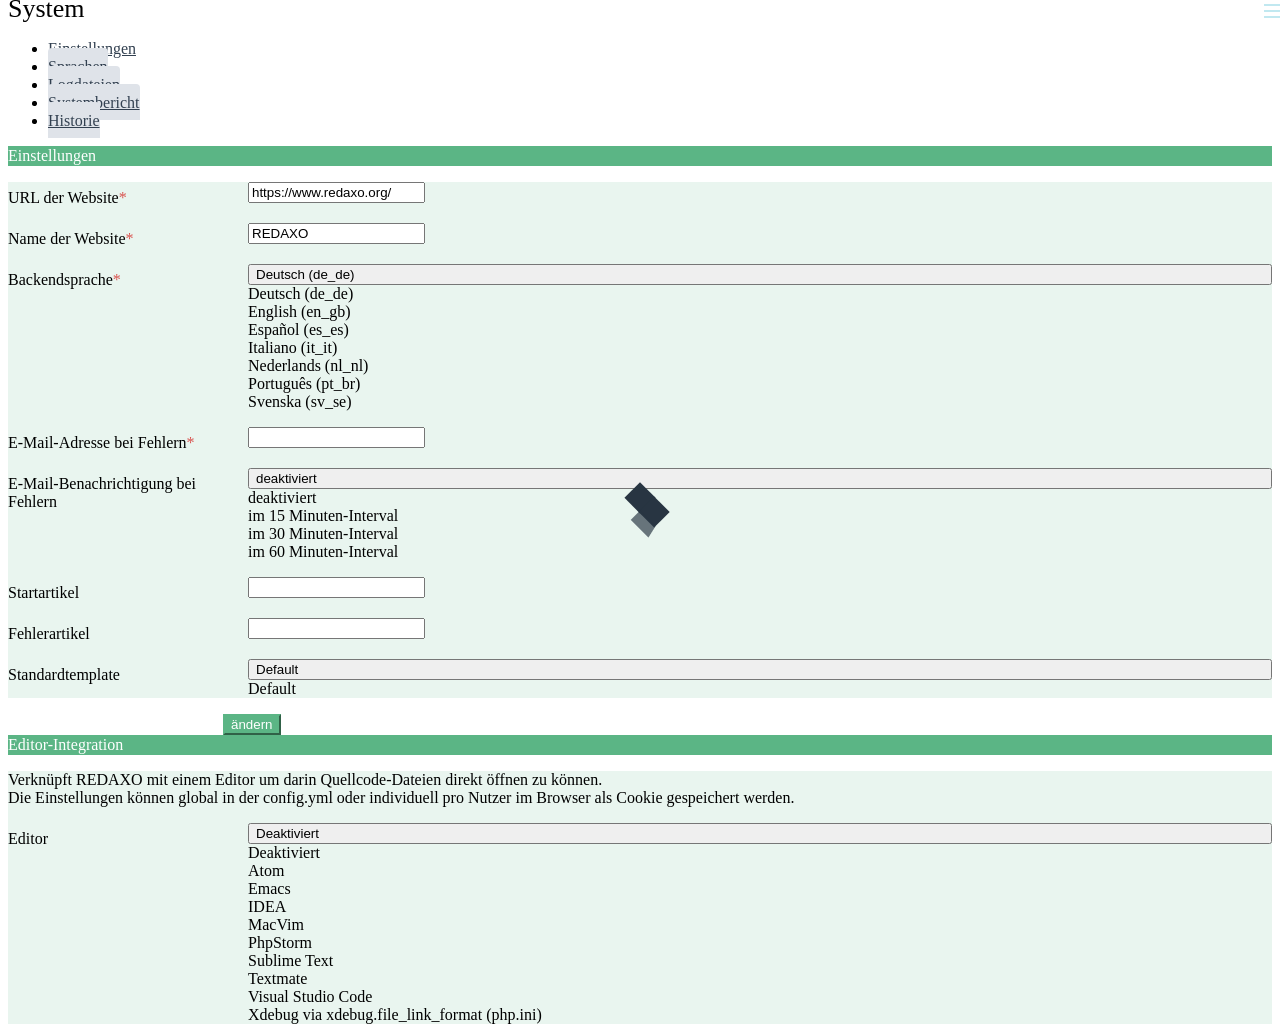 System
Einstellungen
Sprachen
Logdateien
Systembericht
Historie
Einstellungen
URL der Website* https://www.redaxo.org/
Name der Website* REDAXO
Backendsprache* Deutsch (de_de)
Deutsch (de_de)
English (en_gb)
Español (es_es)
Italiano (it_it)
Nederlands (nl_nl)
Português (pt_br)
Svenska (sv_se)
E-Mail-Adresse bei Fehlern*
E-Mail-Benachrichtigung bei
Fehlern
deaktiviert
deaktiviert
im 15 Minuten-Interval
im 30 Minuten-Interval
im 60 Minuten-Interval
Startartikel
Fehlerartikel
Standardtemplate Default
Default
ändern
Editor-Integration
Verknüpft REDAXO mit einem Editor um darin Quellcode-Dateien direkt öffnen zu können.
Die Einstellungen können global in der config.yml oder individuell pro Nutzer im Browser als Cookie gespeichert werden.
Editor Deaktiviert
Deaktiviert
Atom
Emacs
IDEA
MacVim
PhpStorm
Sublime Text
Textmate
Visual Studio Code
Xdebug via xdebug.file_link_format (php.ini)